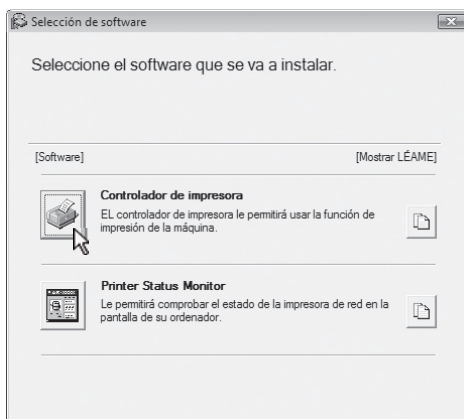 Selección de software
Seleccione el software que se va a instalar.
[Software] [Mostrar LÉAME]
Controlador de impresora
EL controlador de impresora le permitirá usar la función de
impresión de la máquina.
Printer Status Monitor
Le permitirá comprobar el estado de la impresora de red en la
pantalla de su ordenador.